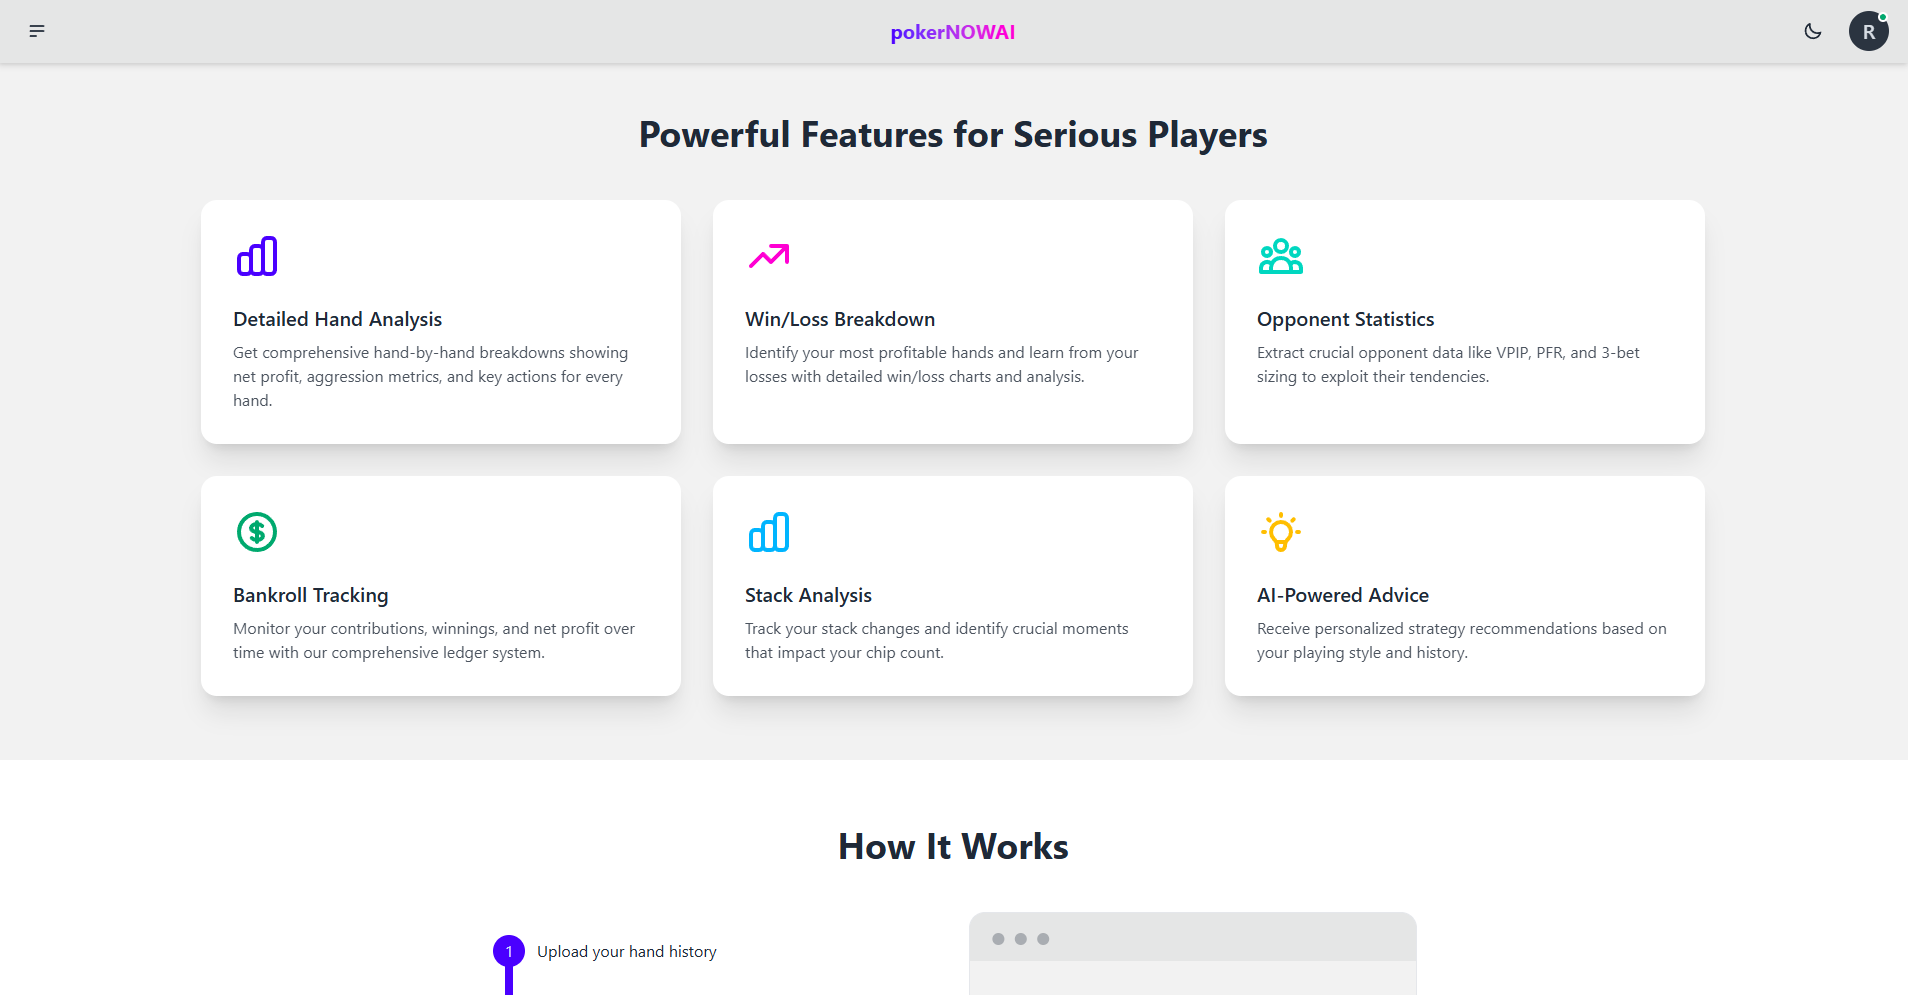 pokerNOWAI
R
Powerful Features for Serious Players
Detailed Hand Analysis
Get comprehensive hand-by-hand breakdowns showing
net profit, aggression metrics, and key actions for every
hand.
Win/Loss Breakdown
Identify your most profitable hands and learn from your
losses with detailed win/loss charts and analysis.
Opponent Statistics
Extract crucial opponent data like VPIP, PFR, and 3-bet
sizing to exploit their tendencies.
Bankroll Tracking
Monitor your contributions, winnings, and net profit over
time with our comprehensive ledger system.
Stack Analysis
Track your stack changes and identify crucial moments
that impact your chip count.
AI-Powered Advice
Receive personalized strategy recommendations based on
your playing style and history.
How It Works
1 Upload your hand history